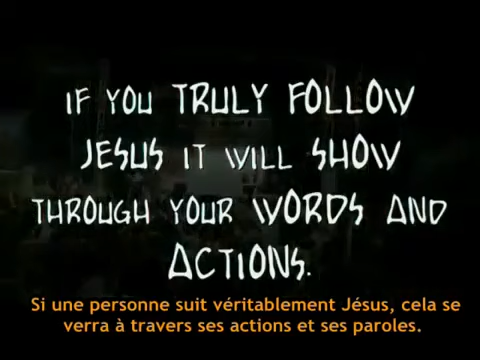 IF YOU TRULY FOLLOW
JESUS IT WILL SHOW
THROUGH YOUR WORDS AND
ACTIONS.
Si une personne suit véritablement Jésus, cela se
verra à travers ses actions et ses paroles.